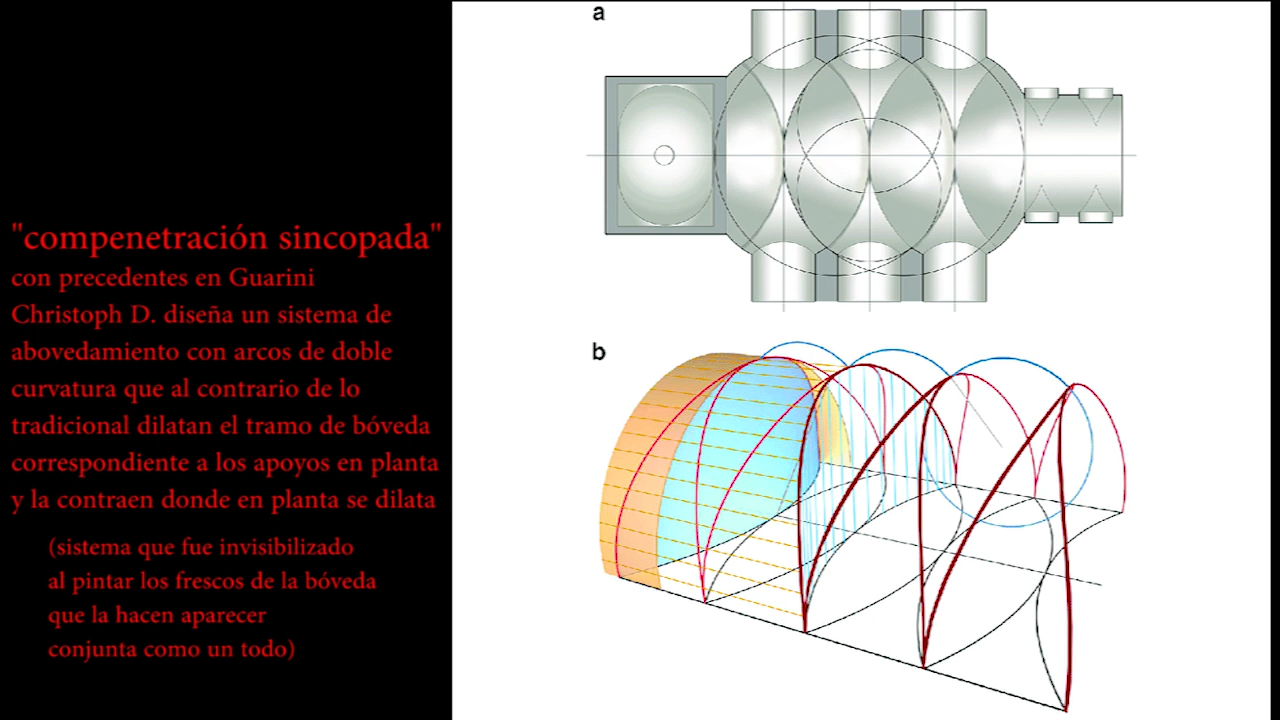 "compenetración sincopada"
con precedentes en Guarini
Christoph D. diseña un sistema de
abovedamiento con arcos de doble
curvatura que al contrario de lo
tradicional dilatan el tramo de bóveda
correspondiente a los apoyos en planta
y la contraen donde en planta se dilata
(sistema que fue invisibilizado
al pintar los frescos de la bóveda
que la hacen aparecer
conjunta como un todo)
a
b